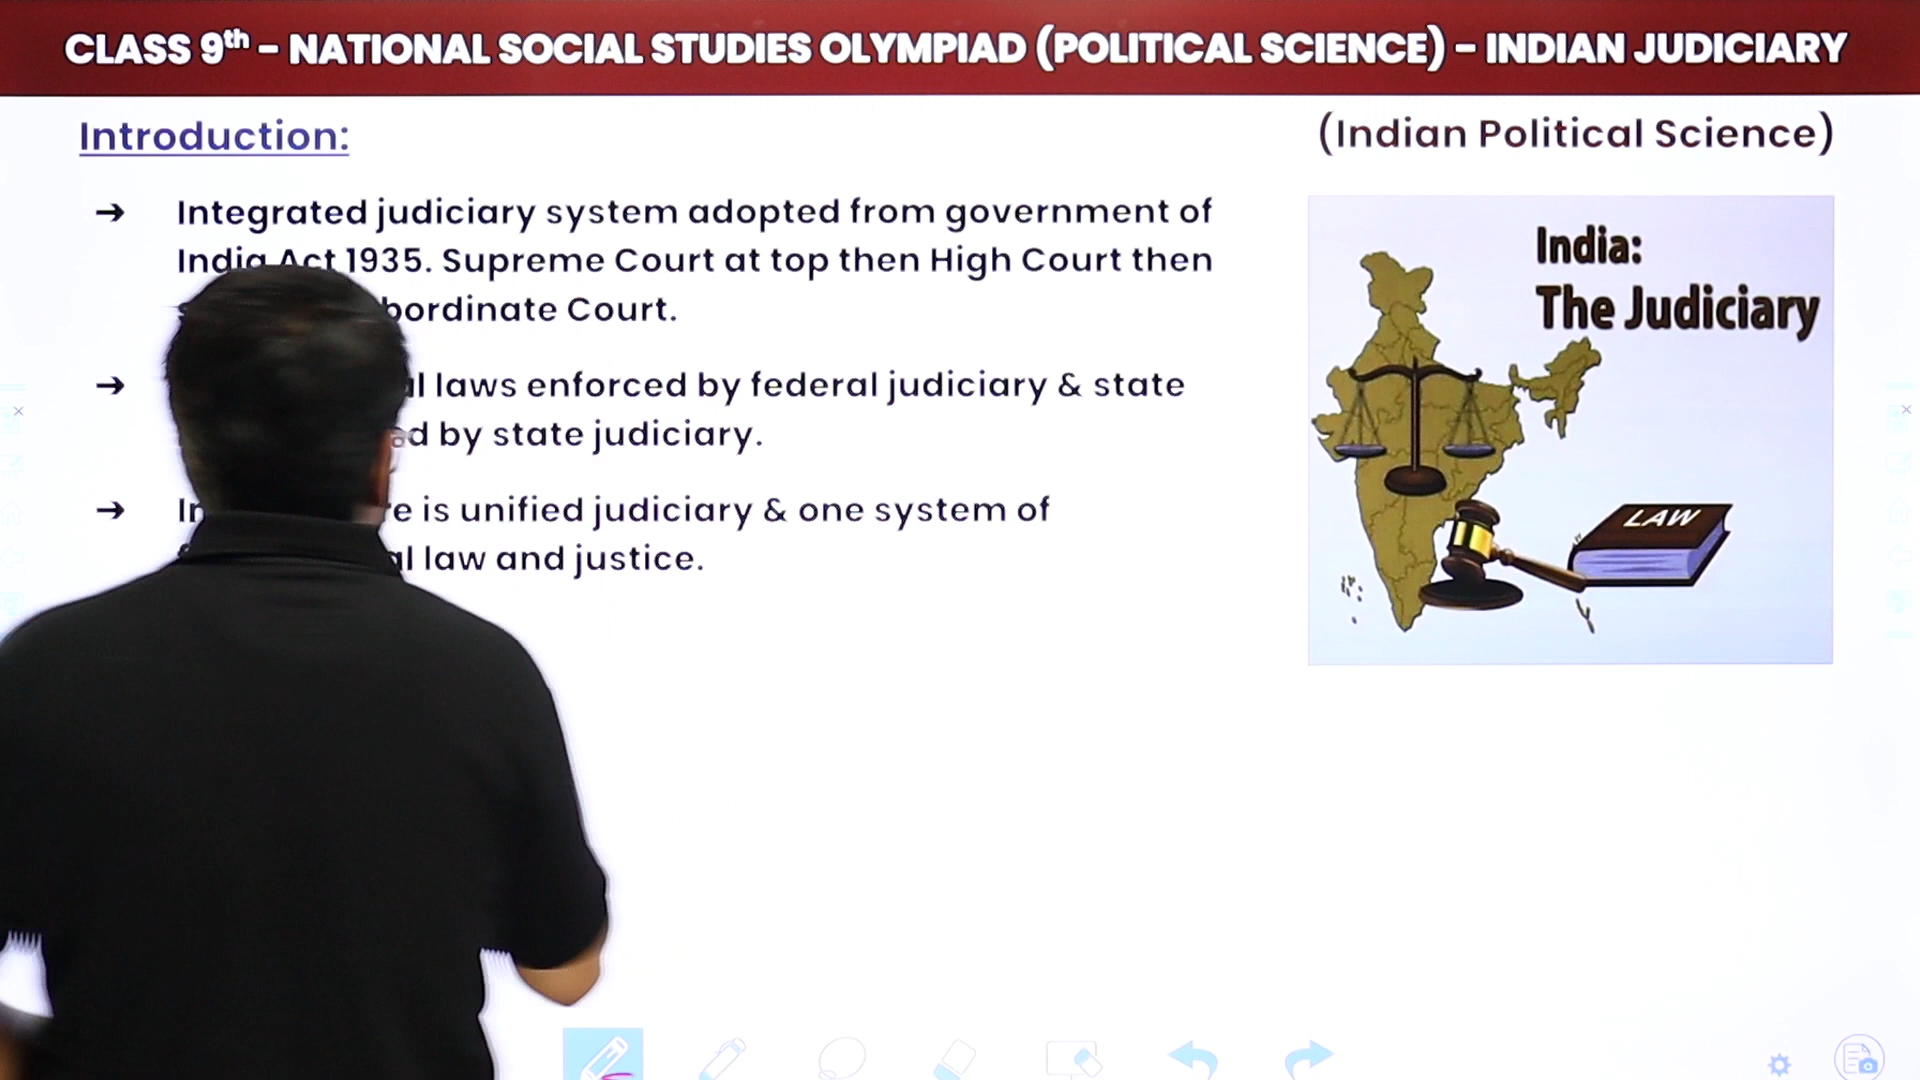 CLASS 9th – NATIONAL SOCIAL STUDIES OLYMPIAD (POLITICAL SCIENCE) – INDIAN JUDICIARY
Introduction:
(Indian Political Science)
➔ Integrated judiciary system adopted from government of
India Act 1935. Supreme Court at top then High Court then
Court.
➔ laws enforced by federal judiciary & state
by state judiciary.
➔ is unified judiciary & one system of
law and justice.
India:
The Judiciary
LAW